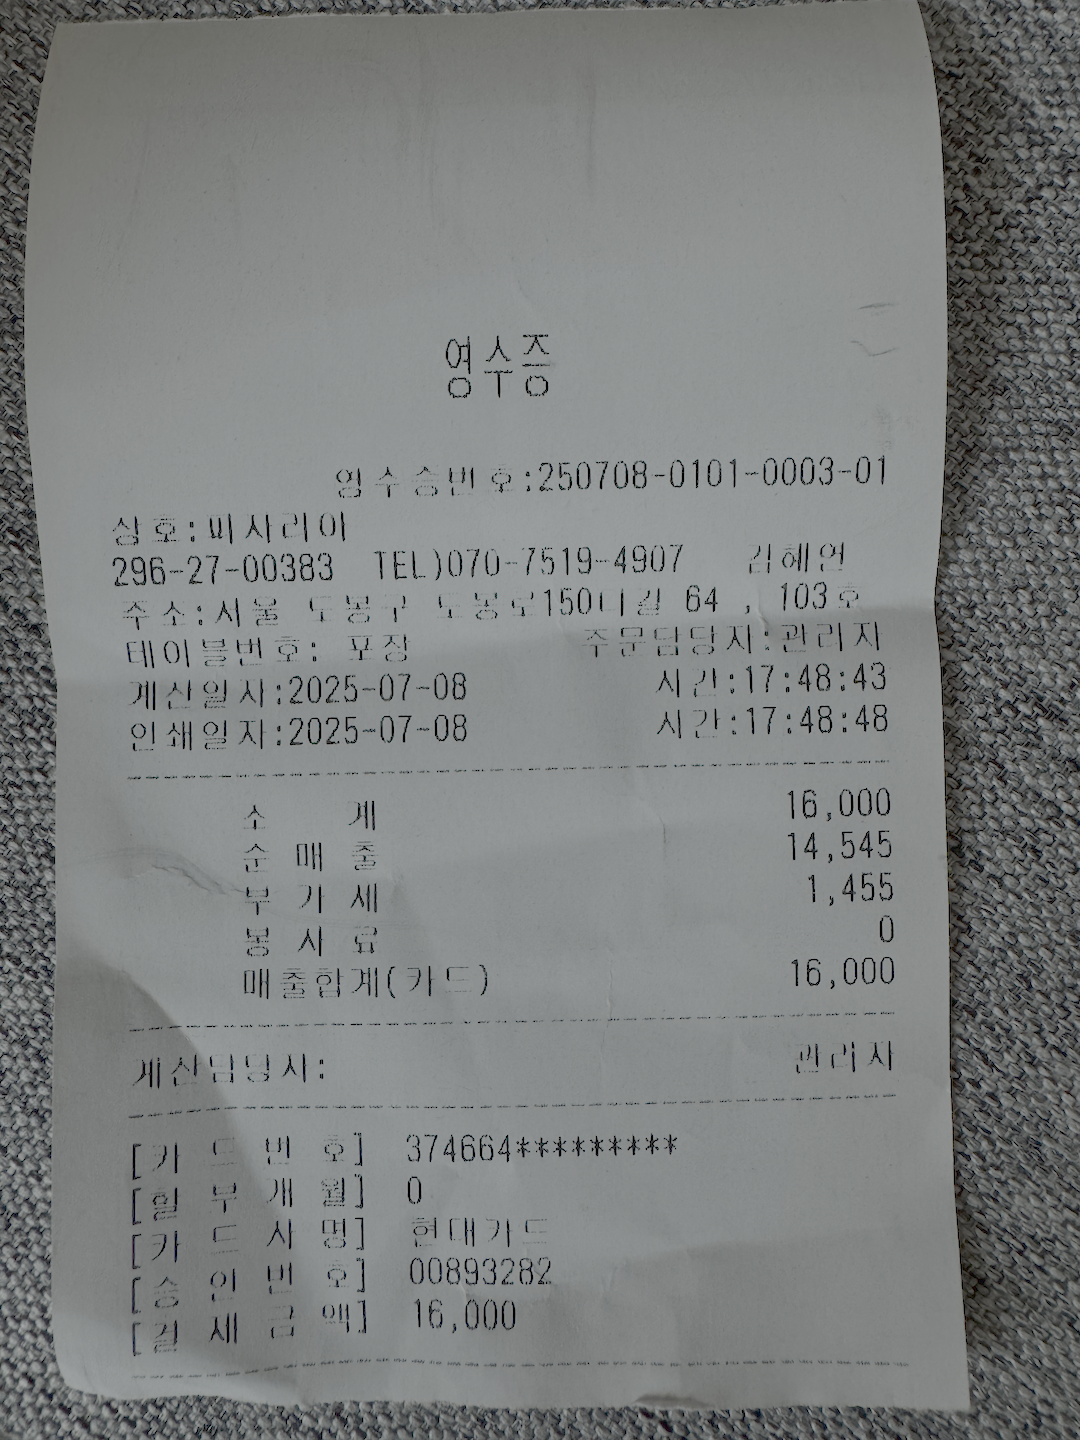 영수증
영수증번호:250708-0101-0003-01
상호:피자리아
296-27-00383 TEL)070-7519-4907 김혜연
주소:서울 도봉구 도봉로150다길 64 , 103호
테이블번호: 포장 주문담당자:관리자
계산일자:2025-07-08 시간:17:48:43
인쇄일자:2025-07-08 시간:17:48:48
소 계 16,000
순 매 출 14,545
부 가 세 1,455
봉 사 료 0
매출합계(카드) 16,000
계산담당자: 관리자
[카 드 번 호] 374664*********
[할 부 개 월] 0
[카 드 사 명] 현대카드
[승 인 번 호] 00893282
[결 제 금 액] 16,000